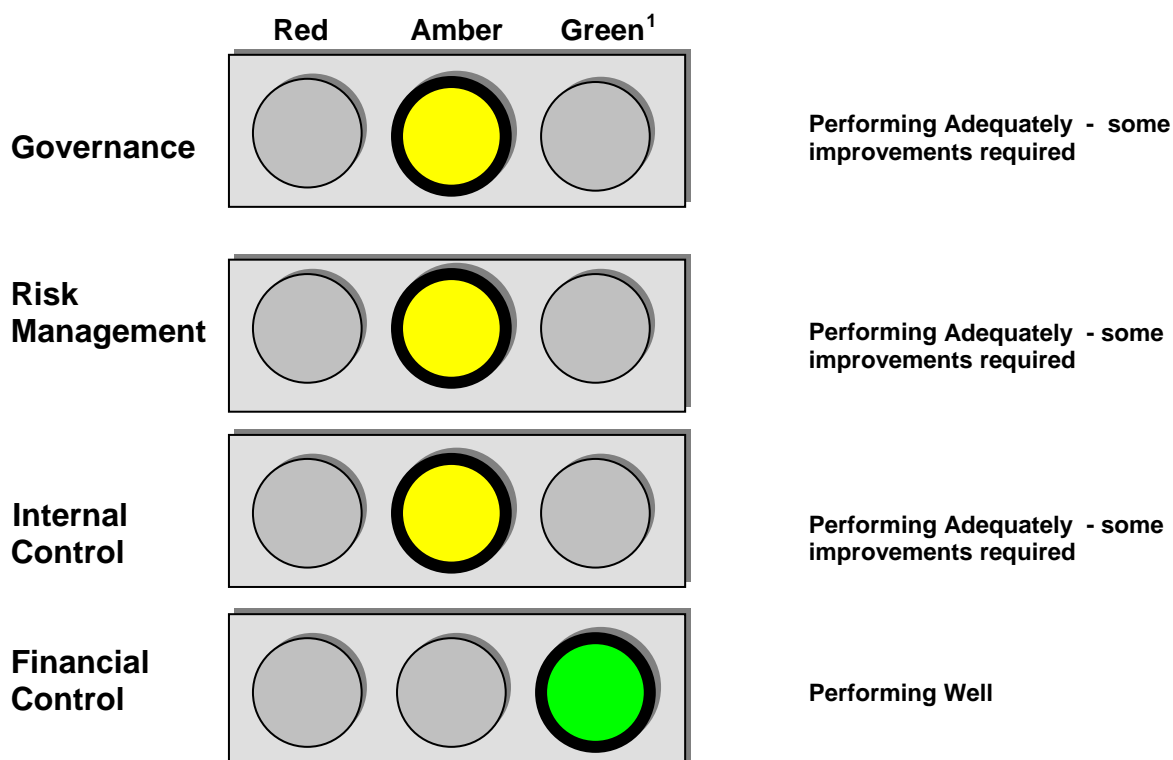 Red Amber Green¹
Governance
Performing Adequately - some
improvements required
Risk
Management
Performing Adequately - some
improvements required
Internal
Control
Performing Adequately - some
improvements required
Financial
Control
Performing Well